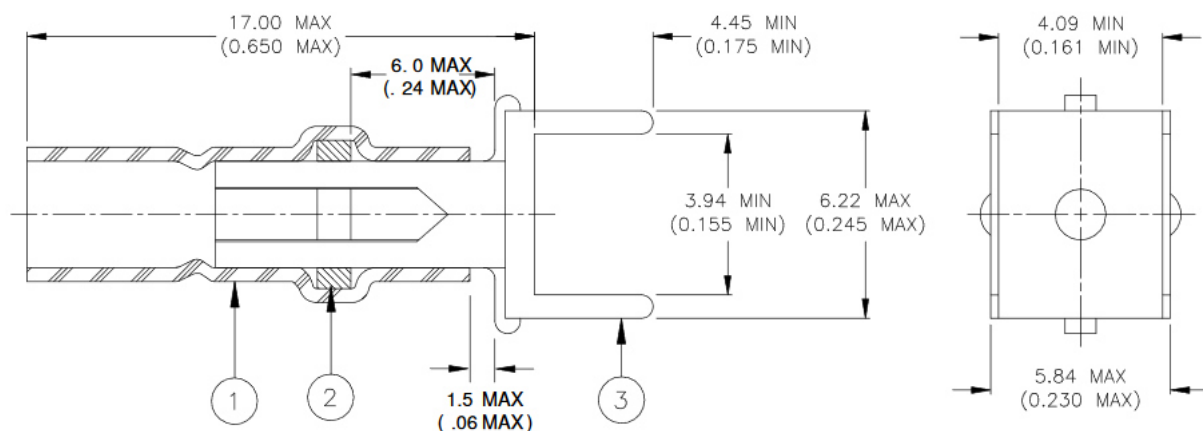 17.00 MAX
(0.650 MAX)
4.45 MIN
(0.175 MIN)
4.09 MIN
(0.161 MIN)
6.0 MAX
(. 24 MAX)
3.94 MIN
(0.155 MIN)
6.22 MAX
(0.245 MAX)
1
2
1.5 MAX
( .06 MAX)
3
5.84 MAX
(0.230 MAX)